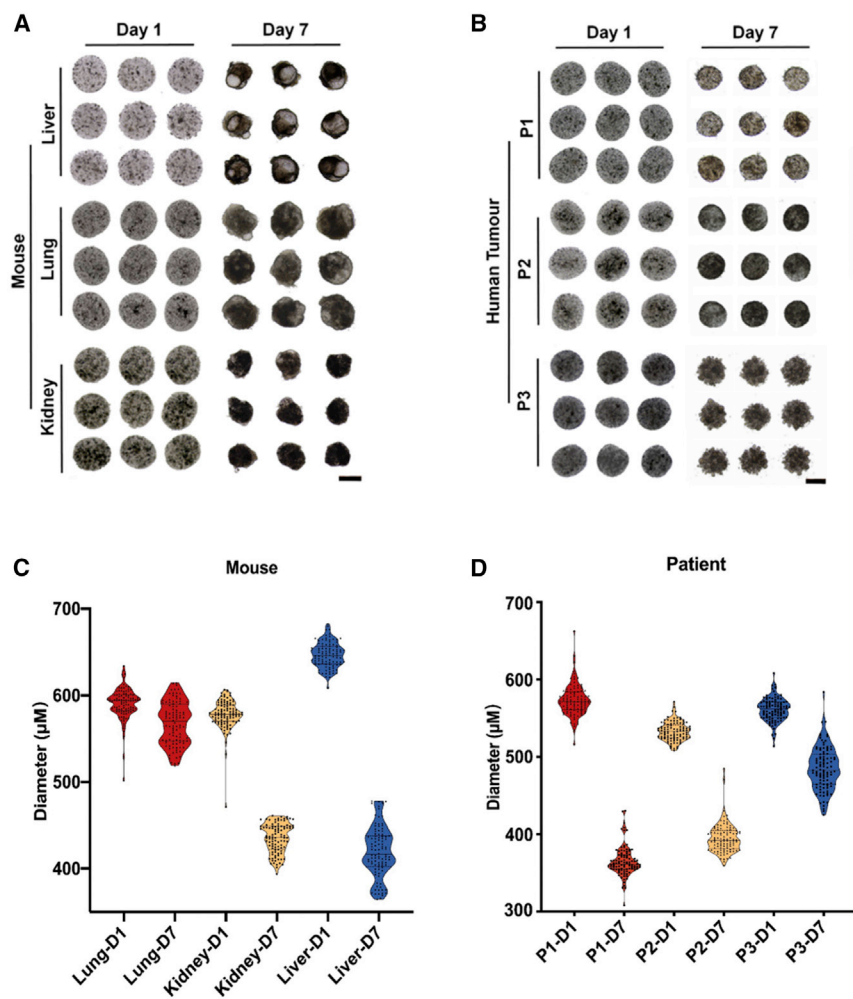 A
Day 1
Day 7
Mouse
Liver
Lung
Kidney
B
Day 1
Day 7
Human Tumour
P1
P2
P3
C
Mouse
Diameter (µM)
700
600
500
400
Lung-D1
Lung-D7
Kidney-D1
Kidney-D7
Liver-D1
Liver-D7
D
Patient
Diameter (µM)
700
600
500
400
300
P1-D1
P1-D7
P2-D1
P2-D7
P3-D1
P3-D7